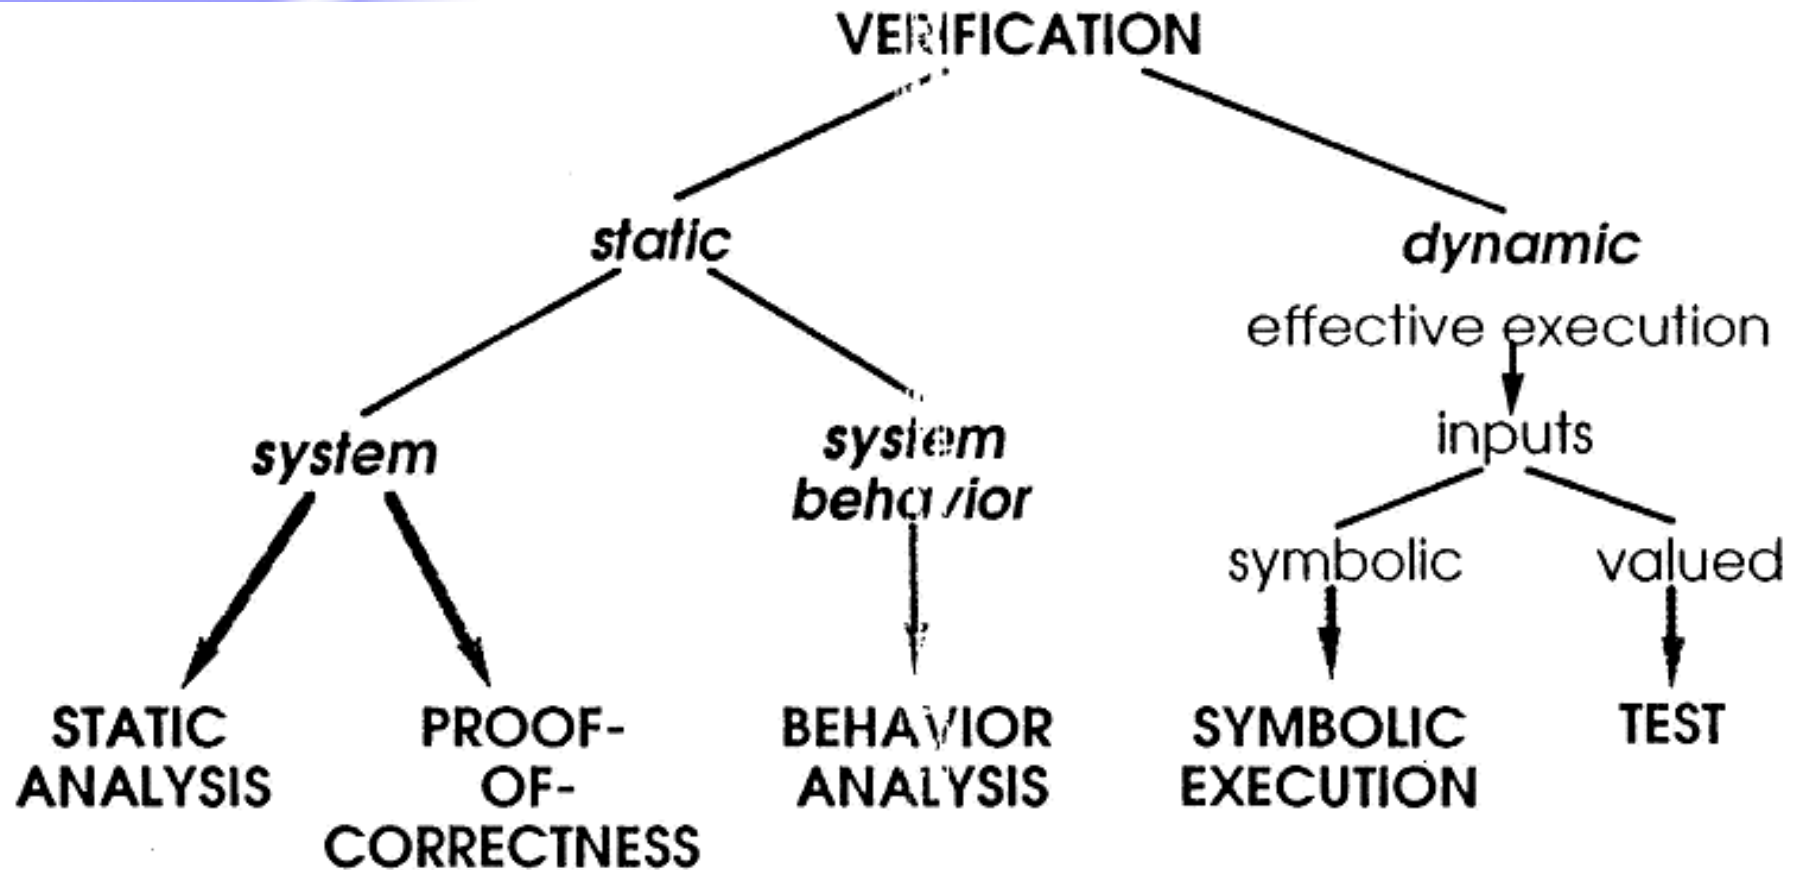 VERIFICATION
static
dynamic
effective execution
system
system
behavior
inputs
symbolic
valued
STATIC
ANALYSIS
PROOF-
OF-
CORRECTNESS
BEHAVIOR
ANALYSIS
SYMBOLIC
EXECUTION
TEST